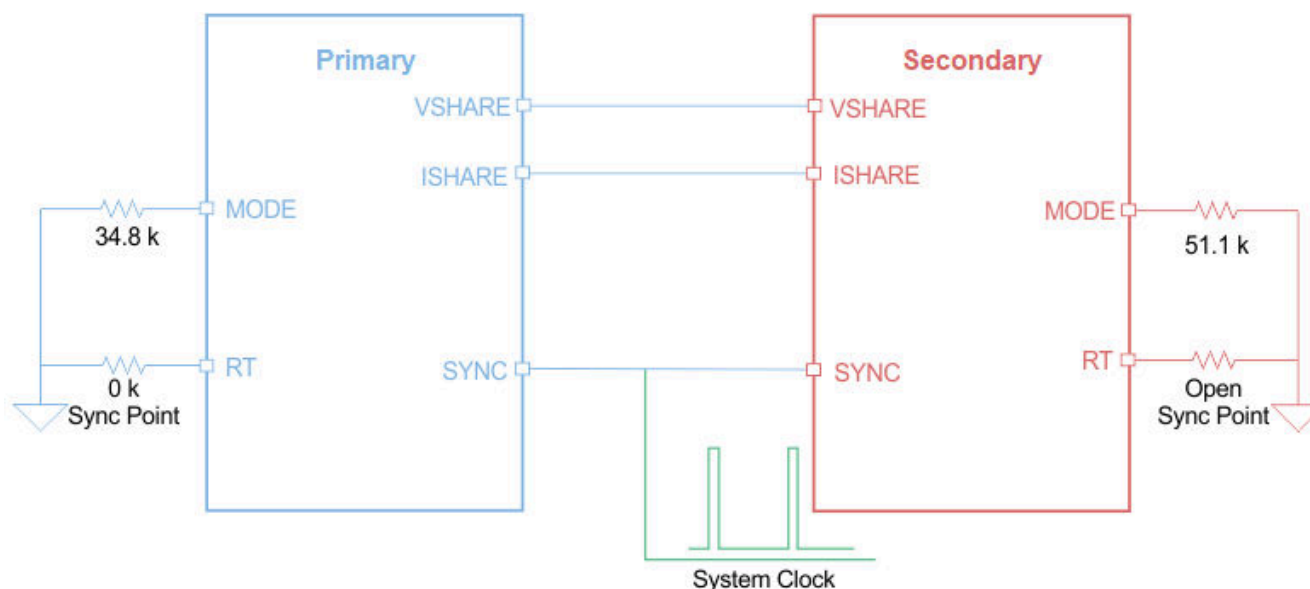 Primary
VSHARE
ISHARE
MODE
34.8 k
RT
0 k
Sync Point
SYNC
Secondary
VSHARE
ISHARE
MODE
51.1 k
SYNC
RT
Open
Sync Point
System Clock